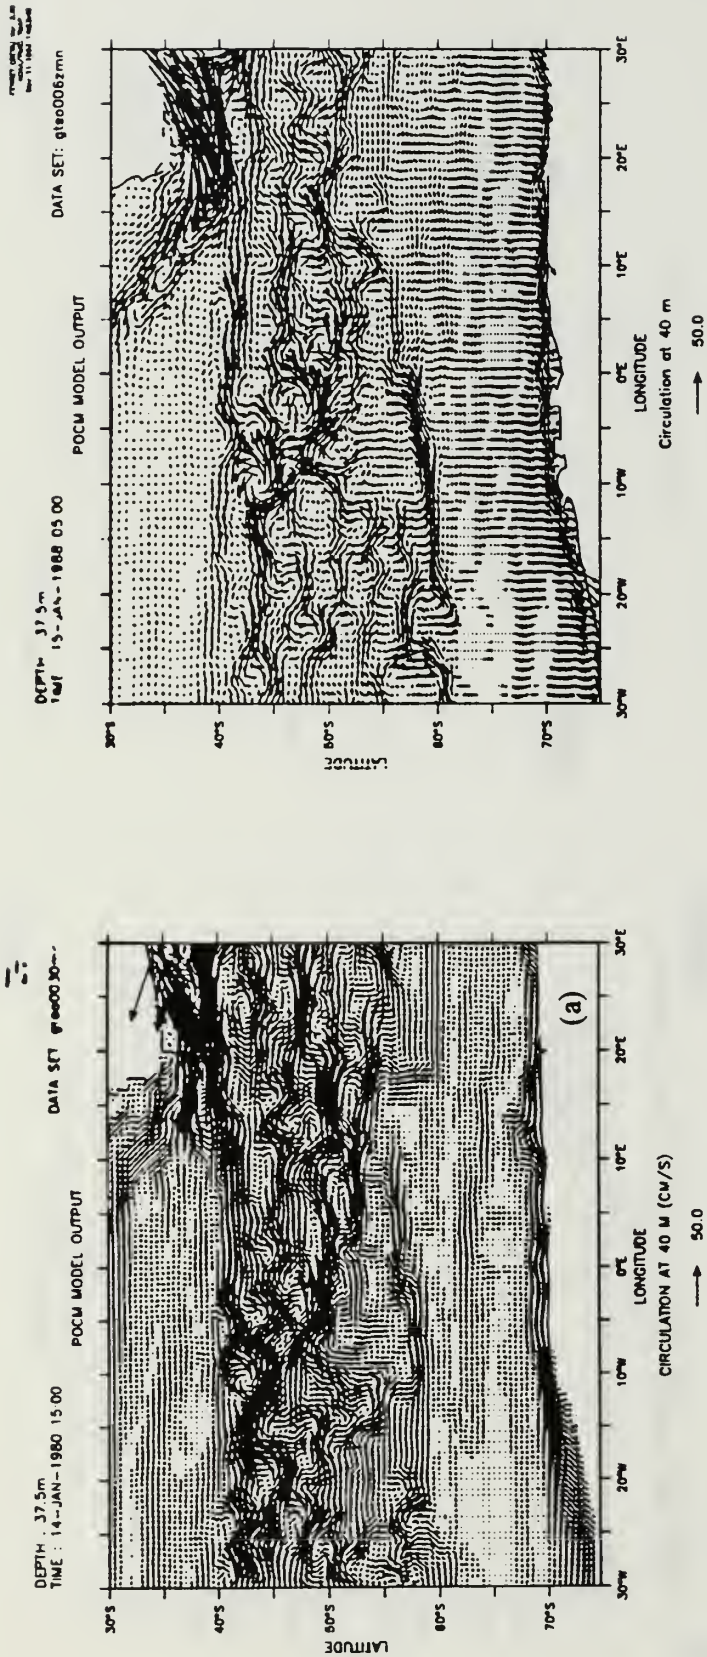 DEPTH : 37.5m
TIME : 15-JAN-1988 05:00
POCM MODEL OUTPUT
DATA SET: gteo006zmn
30°S
40°S
50°S
60°S
70°S
LATITUDE
30°W
20°W
10°W
0°E
10°E
20°E
30°E
LONGITUDE
Circulation at 40 m
50.0
DEPTH : 37.5m
TIME : 14-JAN-1980 15:00
POCM MODEL OUTPUT
DATA SET
30°S
40°S
50°S
60°S
70°S
LATITUDE
(a)
30°W
20°W
10°W
0°E
10°E
20°E
30°E
LONGITUDE
CIRCULATION AT 40 M (CM/S)
50.0